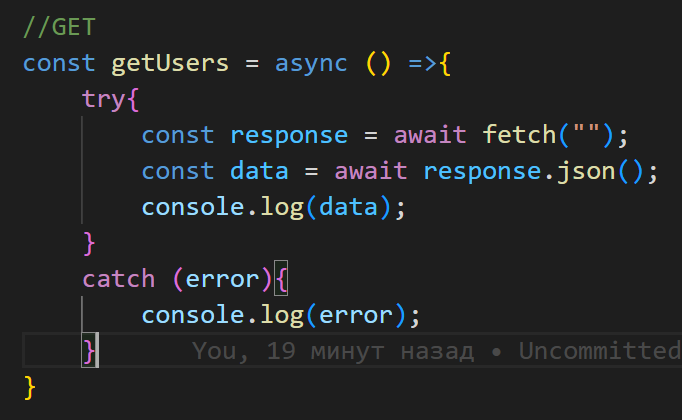 //GET
const getUsers = async () =>{
try{
const response = await fetch("");
const data = await response.json();
console.log(data);
}
catch (error){
console.log(error);
} You, 19 минут назад • Uncommitted
}